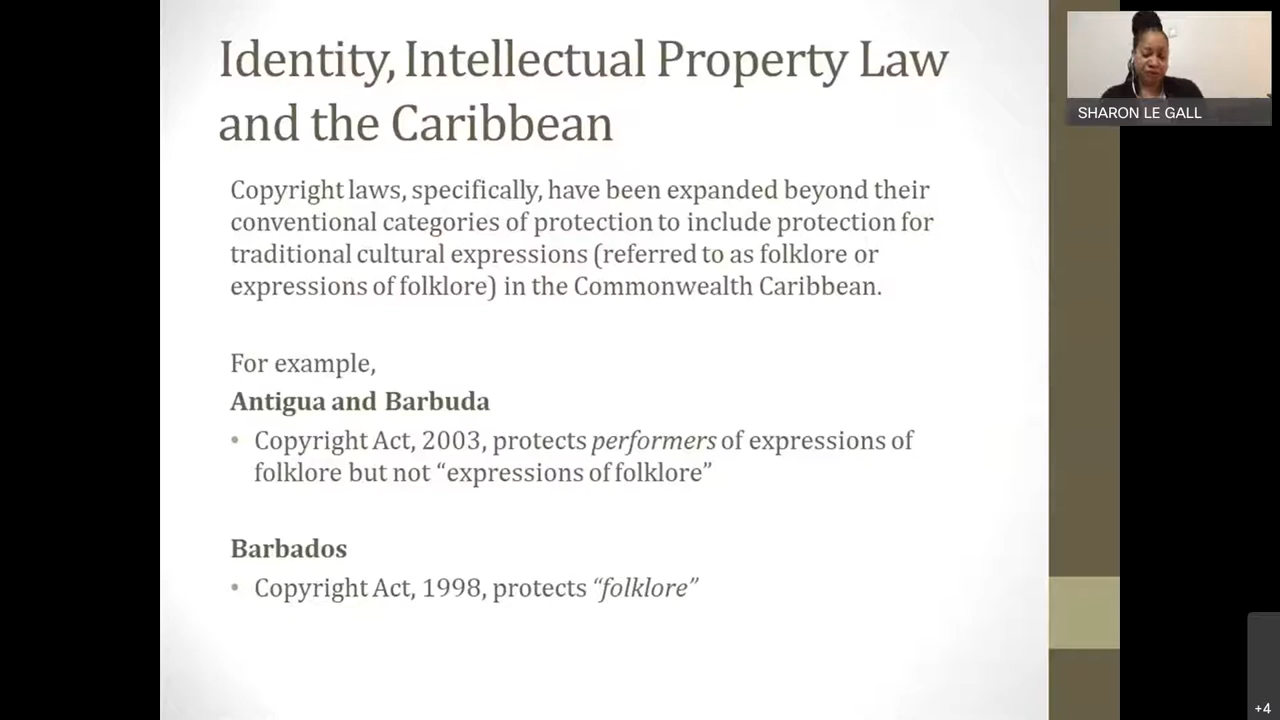 Identity, Intellectual Property Law
and the Caribbean
Copyright laws, specifically, have been expanded beyond their
conventional categories of protection to include protection for
traditional cultural expressions (referred to as folklore or
expressions of folklore) in the Commonwealth Caribbean.
For example,
Antigua and Barbuda
• Copyright Act, 2003, protects performers of expressions of
folklore but not “expressions of folklore”
Barbados
• Copyright Act, 1998, protects “folklore”
SHARON LE GALL
+4